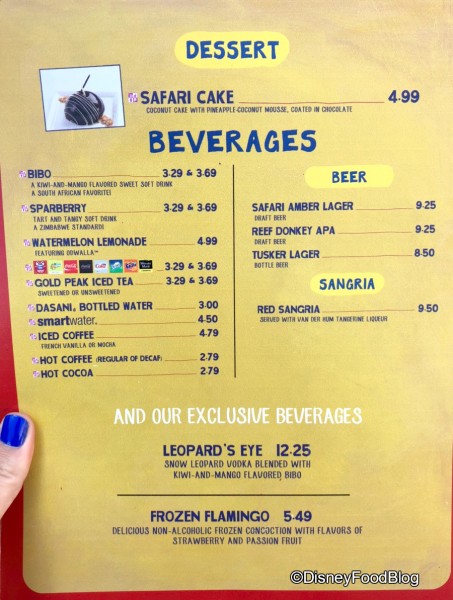 DESSERT
SAFARI CAKE 4.99
COCONUT CAKE WITH PINEAPPLE-COCONUT MOUSSE, COATED IN CHOCOLATE
BEVERAGES
BIBO 3.29 & 3.69
A KIWI-AND-MANGO FLAVORED SWEET SOFT DRINK
A SOUTH AFRICAN FAVORITE!
SPARBERRY 3.29 & 3.69
TART AND TANGY SOFT DRINK
A ZIMBABWE STANDARD!
WATERMELON LEMONADE 4.99
FEATURING ODWALLA™
3.29 & 3.69
GOLD PEAK ICED TEA 3.29 & 3.69
SWEETENED OR UNSWEETENED
DASANI® BOTTLED WATER 3.00
smartwater® 4.50
ICED COFFEE 4.79
FRENCH VANILLA OR MOCHA
HOT COFFEE (REGULAR OF DECAF) 2.79
HOT COCOA 2.79
BEER
SAFARI AMBER LAGER 9.25
DRAFT BEER
REEF DONKEY APA 9.25
DRAFT BEER
TUSKER LAGER 8.50
BOTTLE BEER
SANGRIA
RED SANGRIA 9.50
SERVED WITH VAN DER HUM TANGERINE LIQUEUR
AND OUR EXCLUSIVE BEVERAGES
LEOPARD'S EYE 12.25
SNOW LEOPARD VODKA BLENDED WITH
KIWI-AND-MANGO FLAVORED BIBO
FROZEN FLAMINGO 5.49
DELICIOUS NON-ALCOHOLIC FROZEN CONCOCTION WITH FLAVORS OF
STRAWBERRY AND PASSION FRUIT
©DisneyFoodBlog